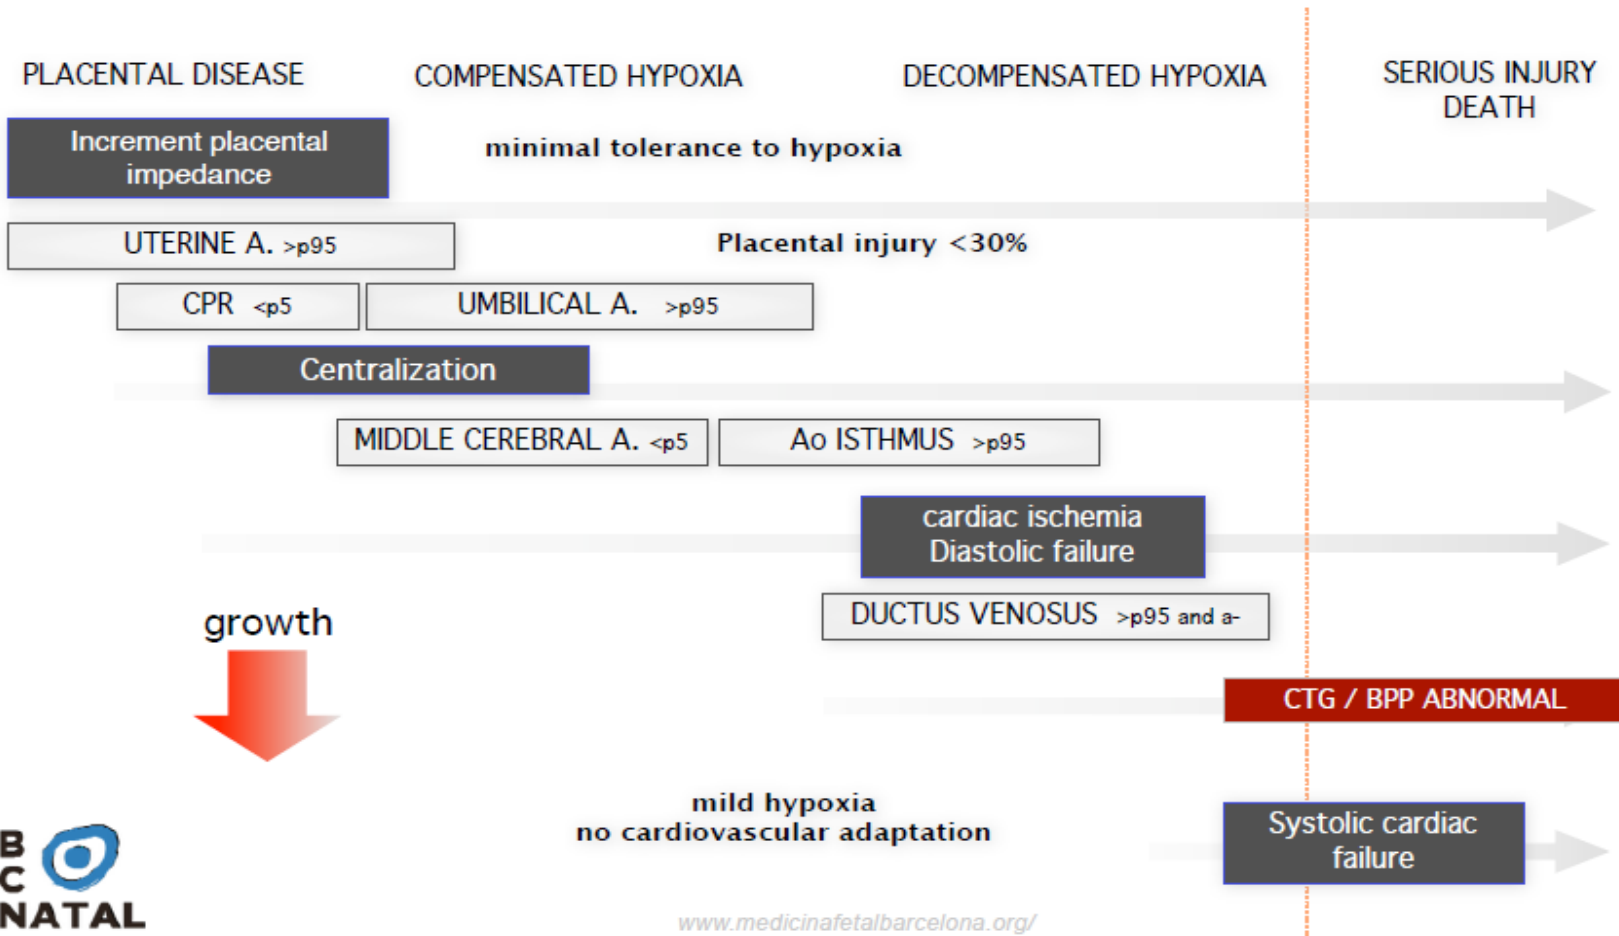 PLACENTAL DISEASE
COMPENSATED HYPOXIA
DECOMPENSATED HYPOXIA
SERIOUS INJURY
DEATH
Increment placental
impedance
minimal tolerance to hypoxia
UTERINE A. >p95
Placental injury <30%
CPR <p5
UMBILICAL A. >p95
Centralization
MIDDLE CEREBRAL A. <p5
Ao ISTHMUS >p95
cardiac ischemia
Diastolic failure
DUCTUS VENOSUS >p95 and a-
growth
CTG / BPP ABNORMAL
mild hypoxia
no cardiovascular adaptation
Systolic cardiac
failure
B
C
NATAL
www.medicinafetalbarcelona.org/